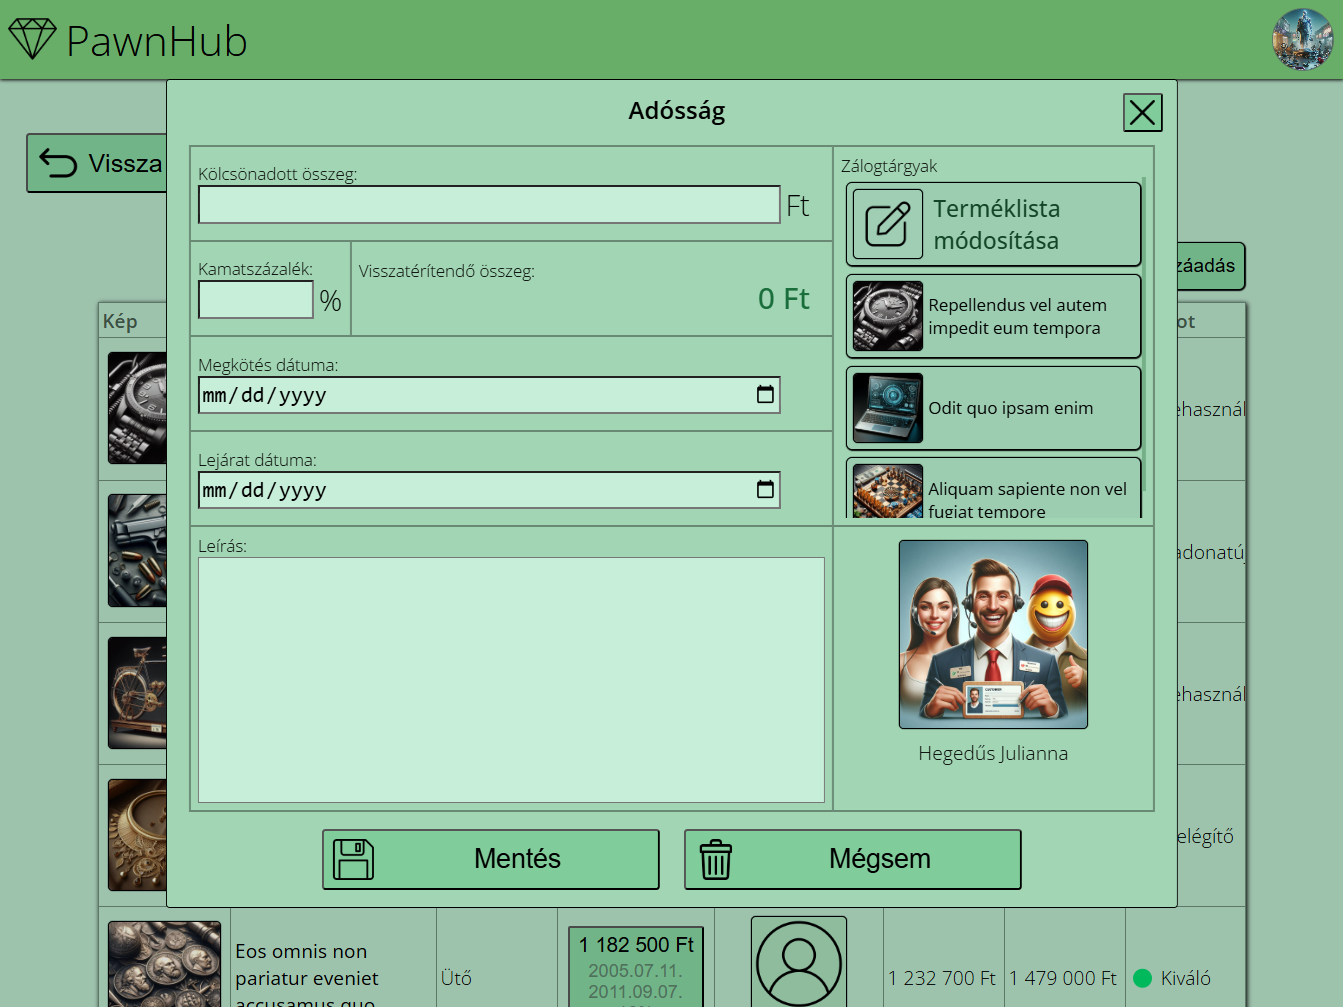 PawnHub
Adósság
Vissza
Kölcsönadott összeg:
Ft
Kamatszázalék:
%
Visszatérítendő összeg:
0 Ft
Megkötés dátuma:
mm/dd/yyyy
Lejárat dátuma:
mm/dd/yyyy
Leírás:
Zálogtárgyak
Terméklista
módosítása
Repellendus vel autem
impedit eum tempora
Odit quo ipsam enim
Aliquam sapiente non vel
fugiat tempore
Hegedűs Julianna
Mentés
Mégsem
Kép
Eos omnis non
pariatur eveniet
accusamus quo
Ütő
1 182 500 Ft
2005.07.11.
2011.09.07.
1 232 700 Ft
1 479 000 Ft
Kiváló